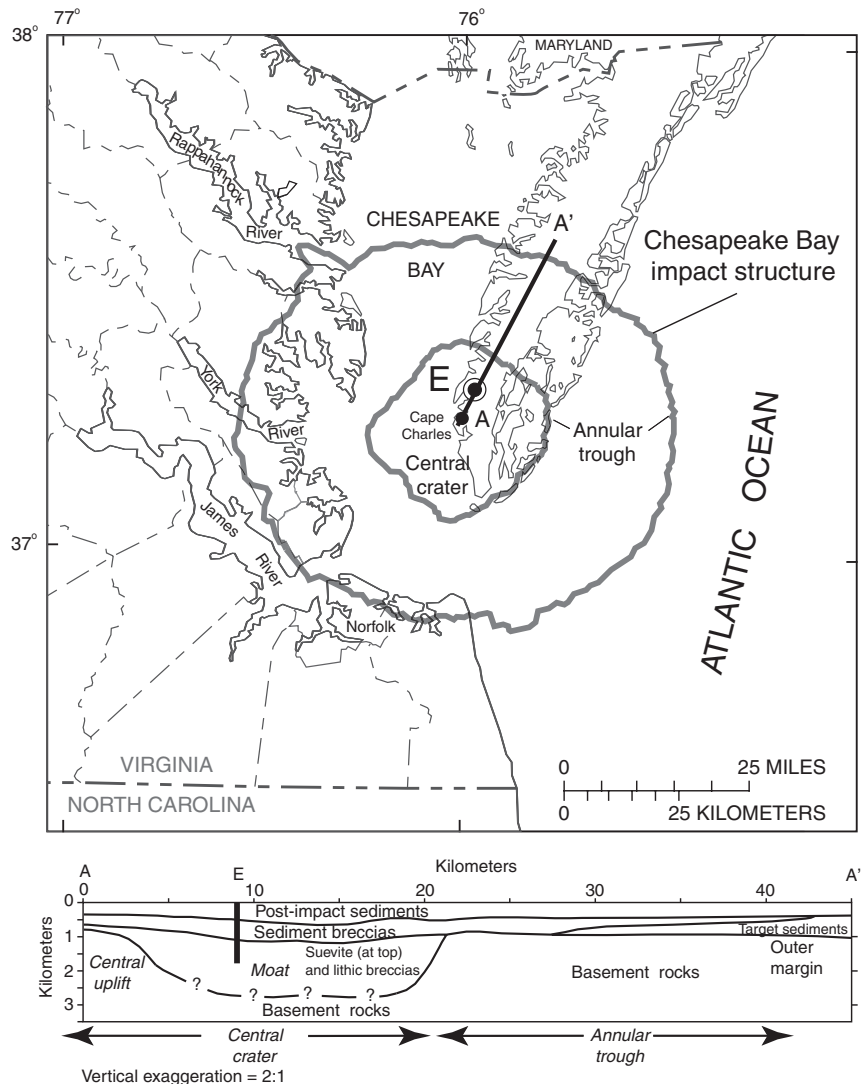 77°
76°
38°
MARYLAND
Rappahannock
River
CHESAPEAKE
BAY
A'
Chesapeake Bay
impact structure
E
A
Cape
Charles
Central
crater
Annular
trough
York
River
James
River
37°
Norfolk
ATLANTIC OCEAN
VIRGINIA
NORTH CAROLINA
0 25 MILES
0 25 KILOMETERS
Kilometers
A E A'
0 10 20 30 40
Kilometers
0
1
2
3
Post-impact sediments
Sediment breccias
Target sediments
Central
uplift
Moat
Suevite (at top)
and lithic breccias
Basement rocks
Outer
margin
? ? ? ?
Basement rocks
Central
crater
Annular
trough
Vertical exaggeration = 2:1